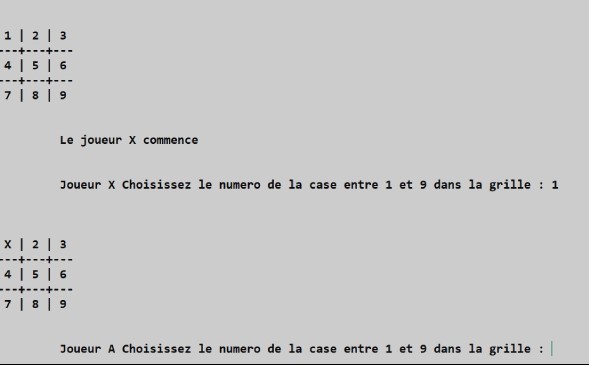 1 | 2 | 3
---+---+---
4 | 5 | 6
---+---+---
7 | 8 | 9
Le joueur X commence
Joueur X Choisissez le numero de la case entre 1 et 9 dans la grille : 1
X | 2 | 3
---+---+---
4 | 5 | 6
---+---+---
7 | 8 | 9
Joueur A Choisissez le numero de la case entre 1 et 9 dans la grille :